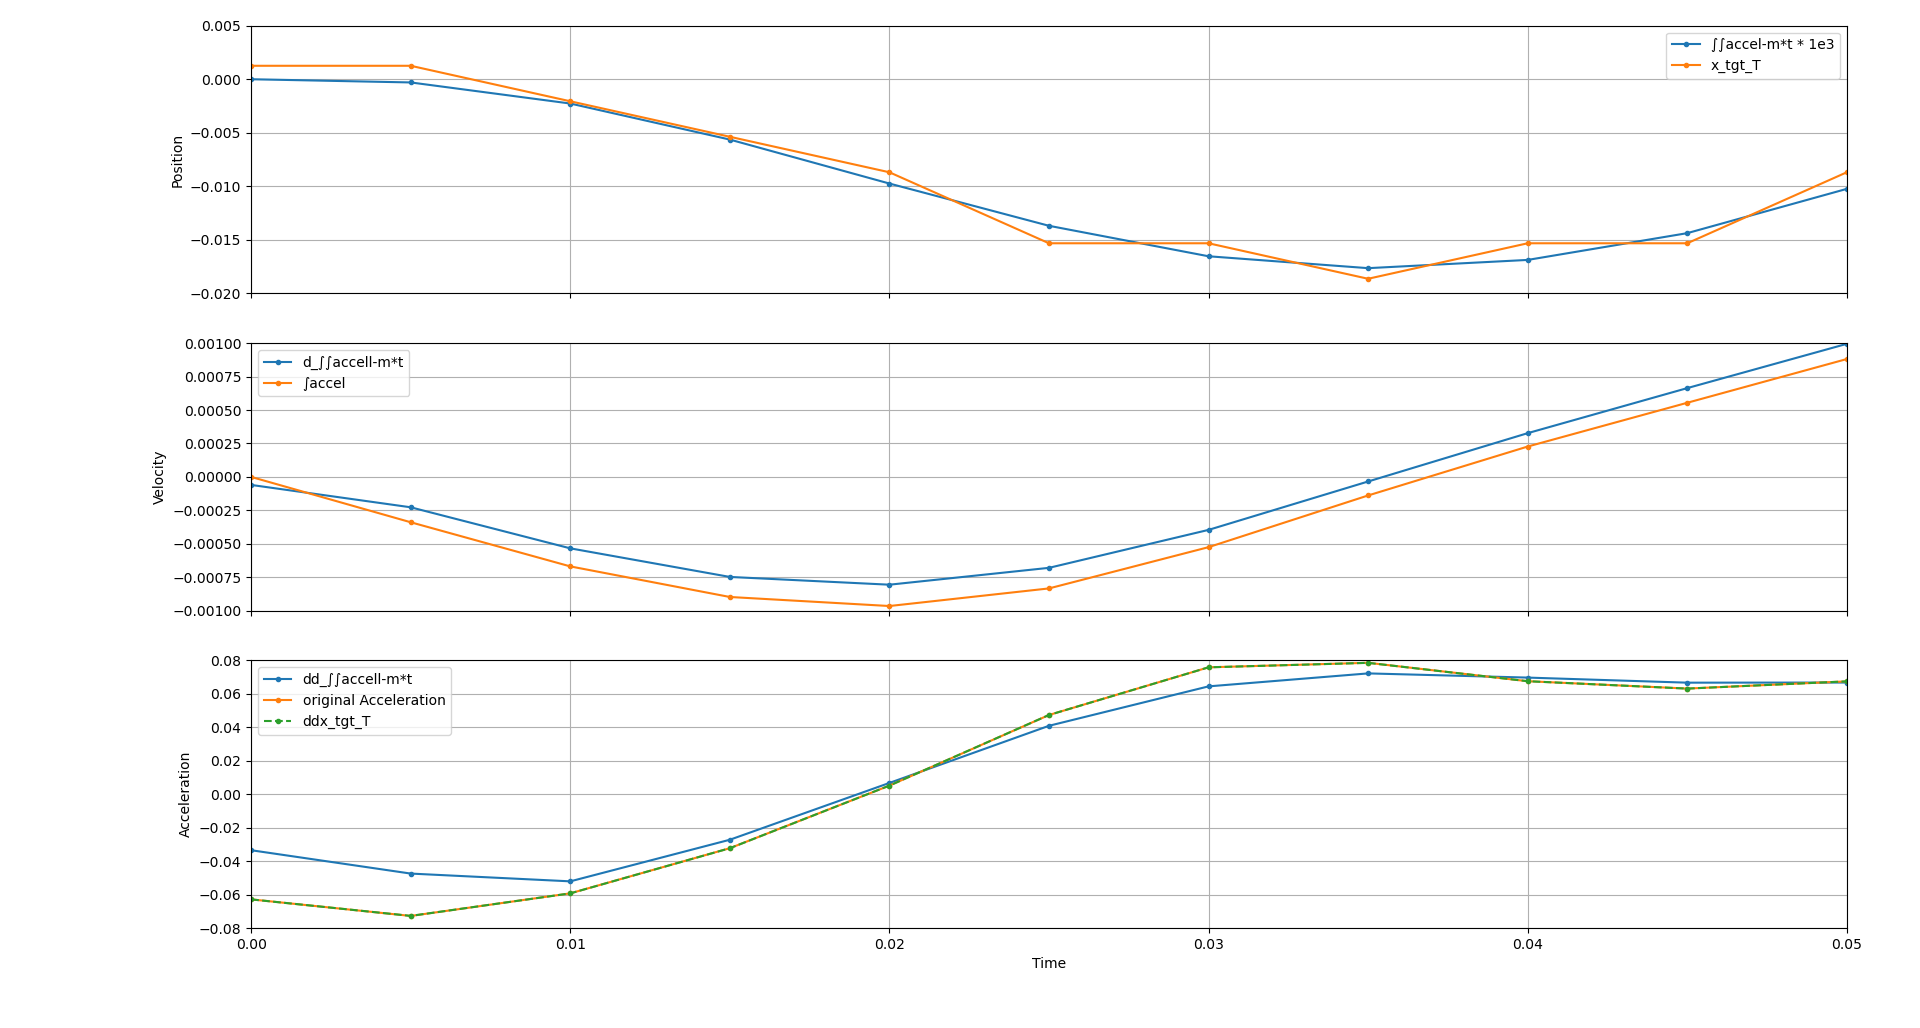 0.005
0.000
−0.005
−0.010
−0.015
−0.020
Position
∫∫accel-m*t * 1e3
x_tgt_T
0.00100
0.00075
0.00050
0.00025
0.00000
−0.00025
−0.00050
−0.00075
−0.00100
Velocity
d_∫∫accell-m*t
∫accel
0.08
0.06
0.04
0.02
0.00
−0.02
−0.04
−0.06
−0.08
Acceleration
dd_∫∫accell-m*t
original Acceleration
ddx_tgt_T
0.00 0.01 0.02 0.03 0.04 0.05
Time